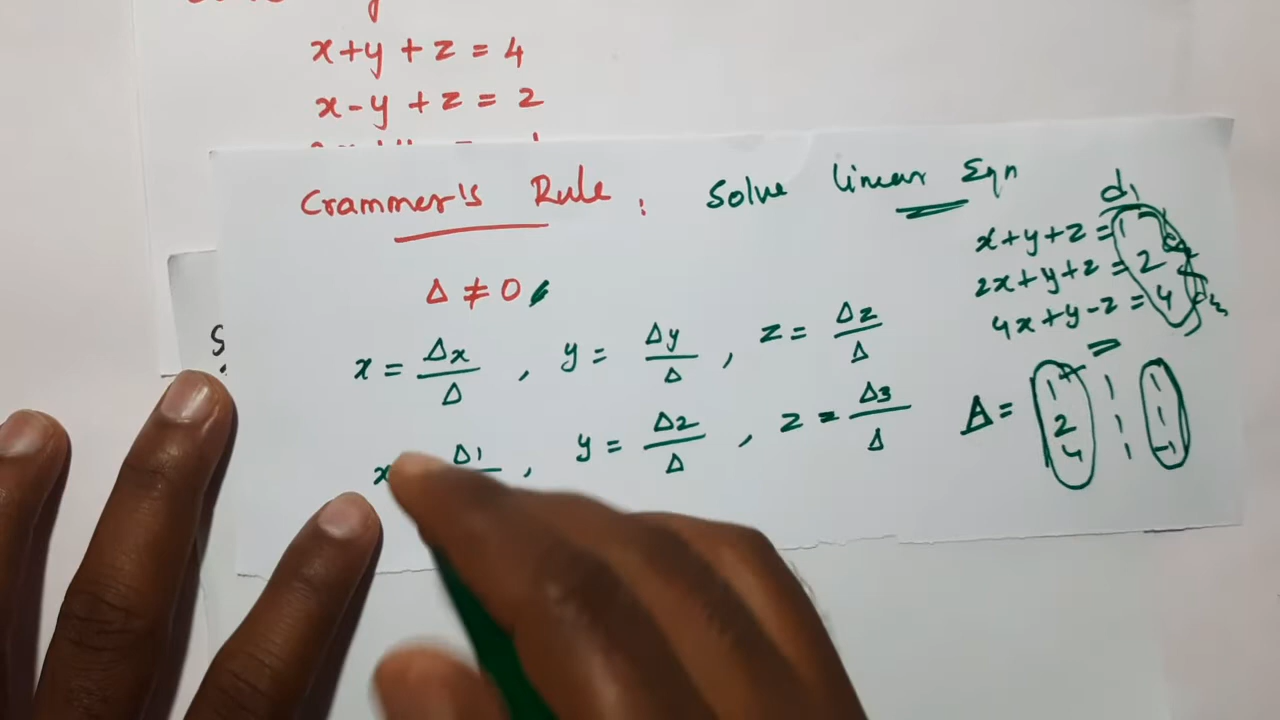 x+y+z=4
x-y+z=2
Crammer's Rule : Solve linear Eqn
d1
x+y+z=1
2x+y+z=2
4x+y-z=4
Δ ≠ 0
x = Δx/Δ , y = Δy/Δ , z = Δz/Δ
x Δ1 , y = Δ2/Δ , z = Δ3/Δ
Δ = 1 1 1
2 1 1
4 1 -1
S